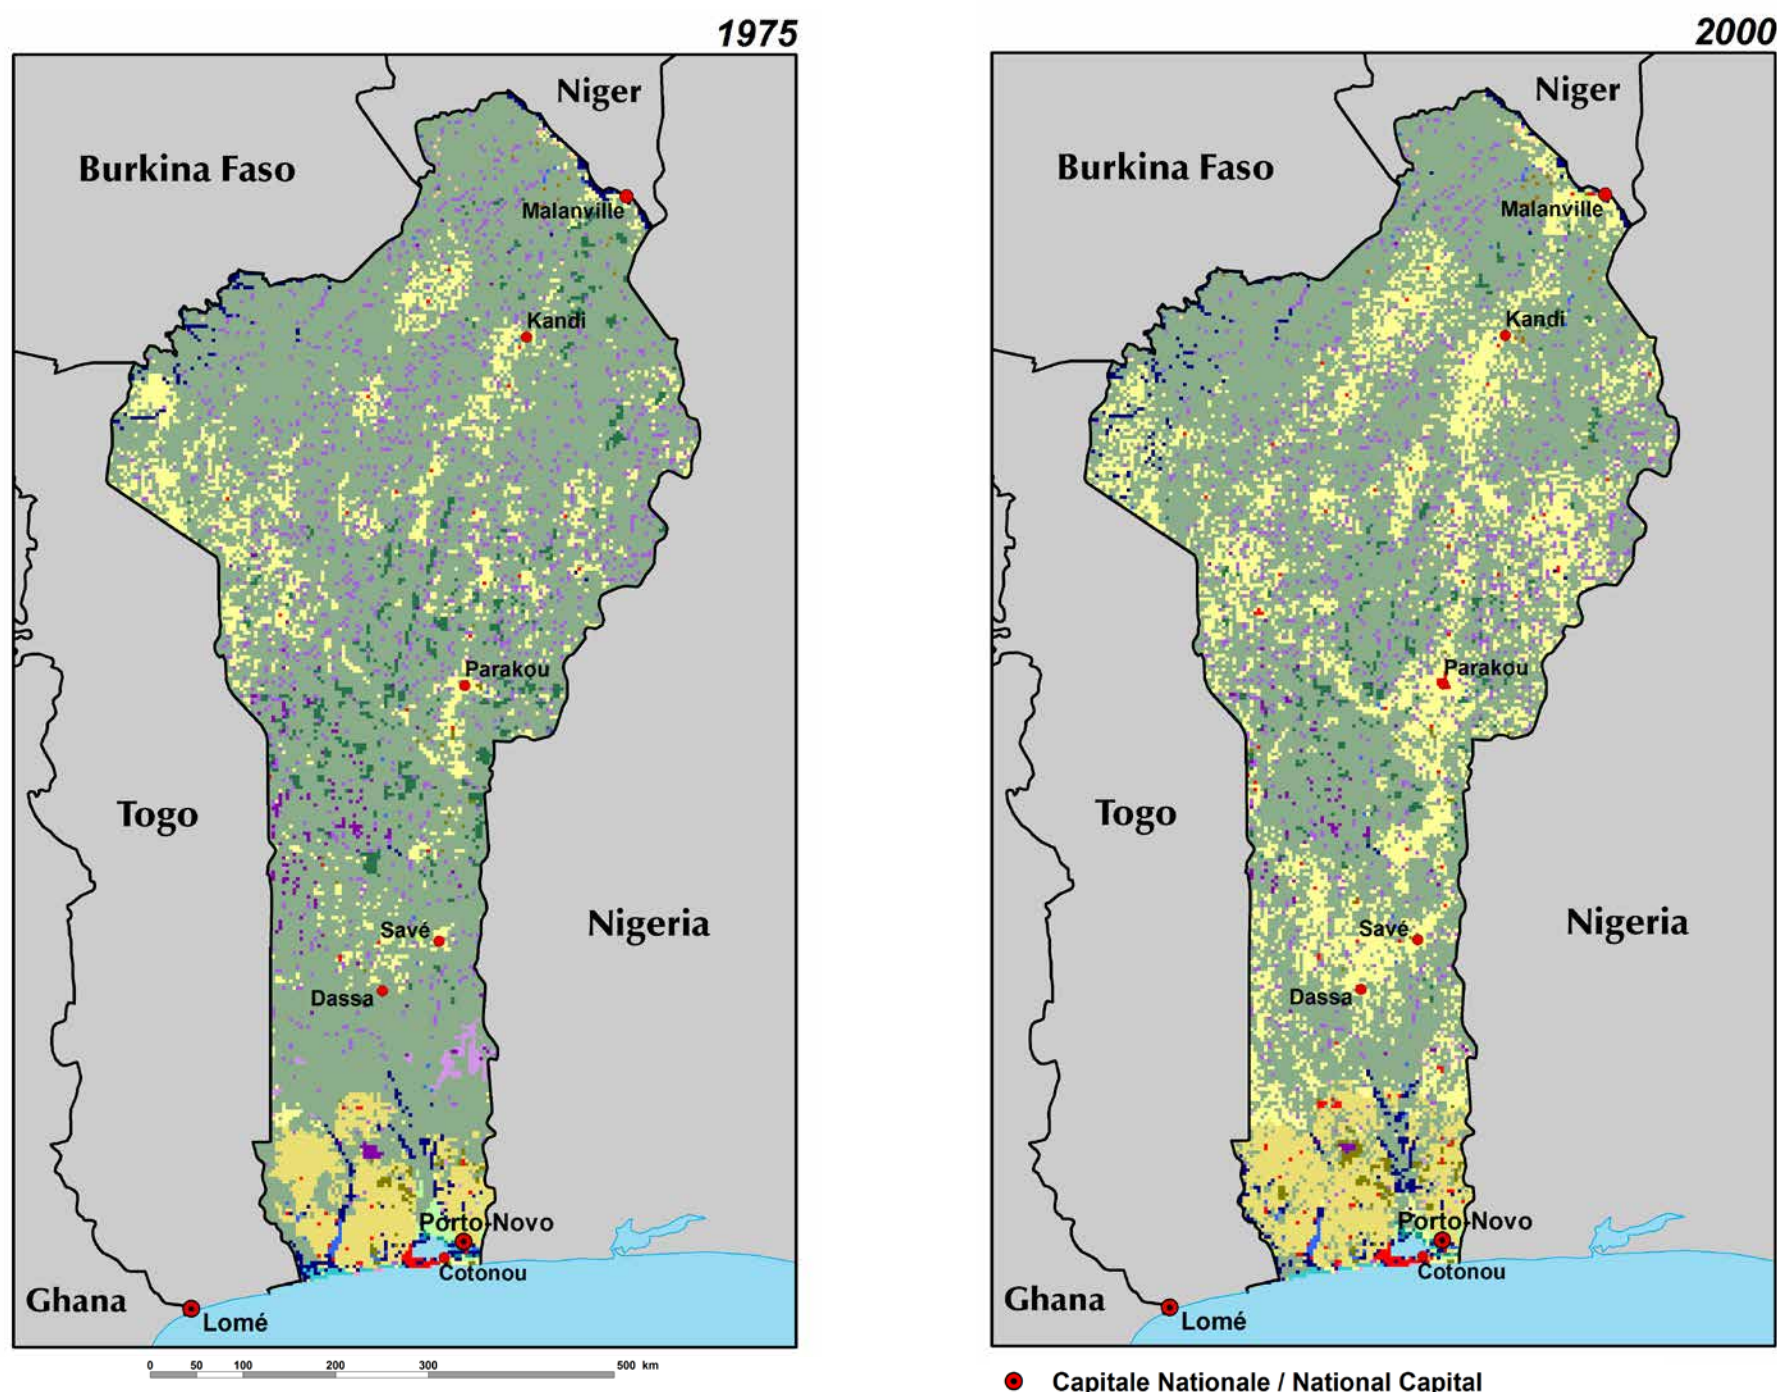 1975
Niger
Burkina Faso
Malanville
Kandi
Parakou
Togo
Nigeria
Savé
Dassa
Porto-Novo
Cotonou
Ghana
Lomé
0 50 100 200 300 500 km
2000
Niger
Burkina Faso
Malanville
Kandi
Parakou
Togo
Nigeria
Savé
Dassa
Porto-Novo
Cotonou
Ghana
Lomé
Capitale Nationale / National Capital